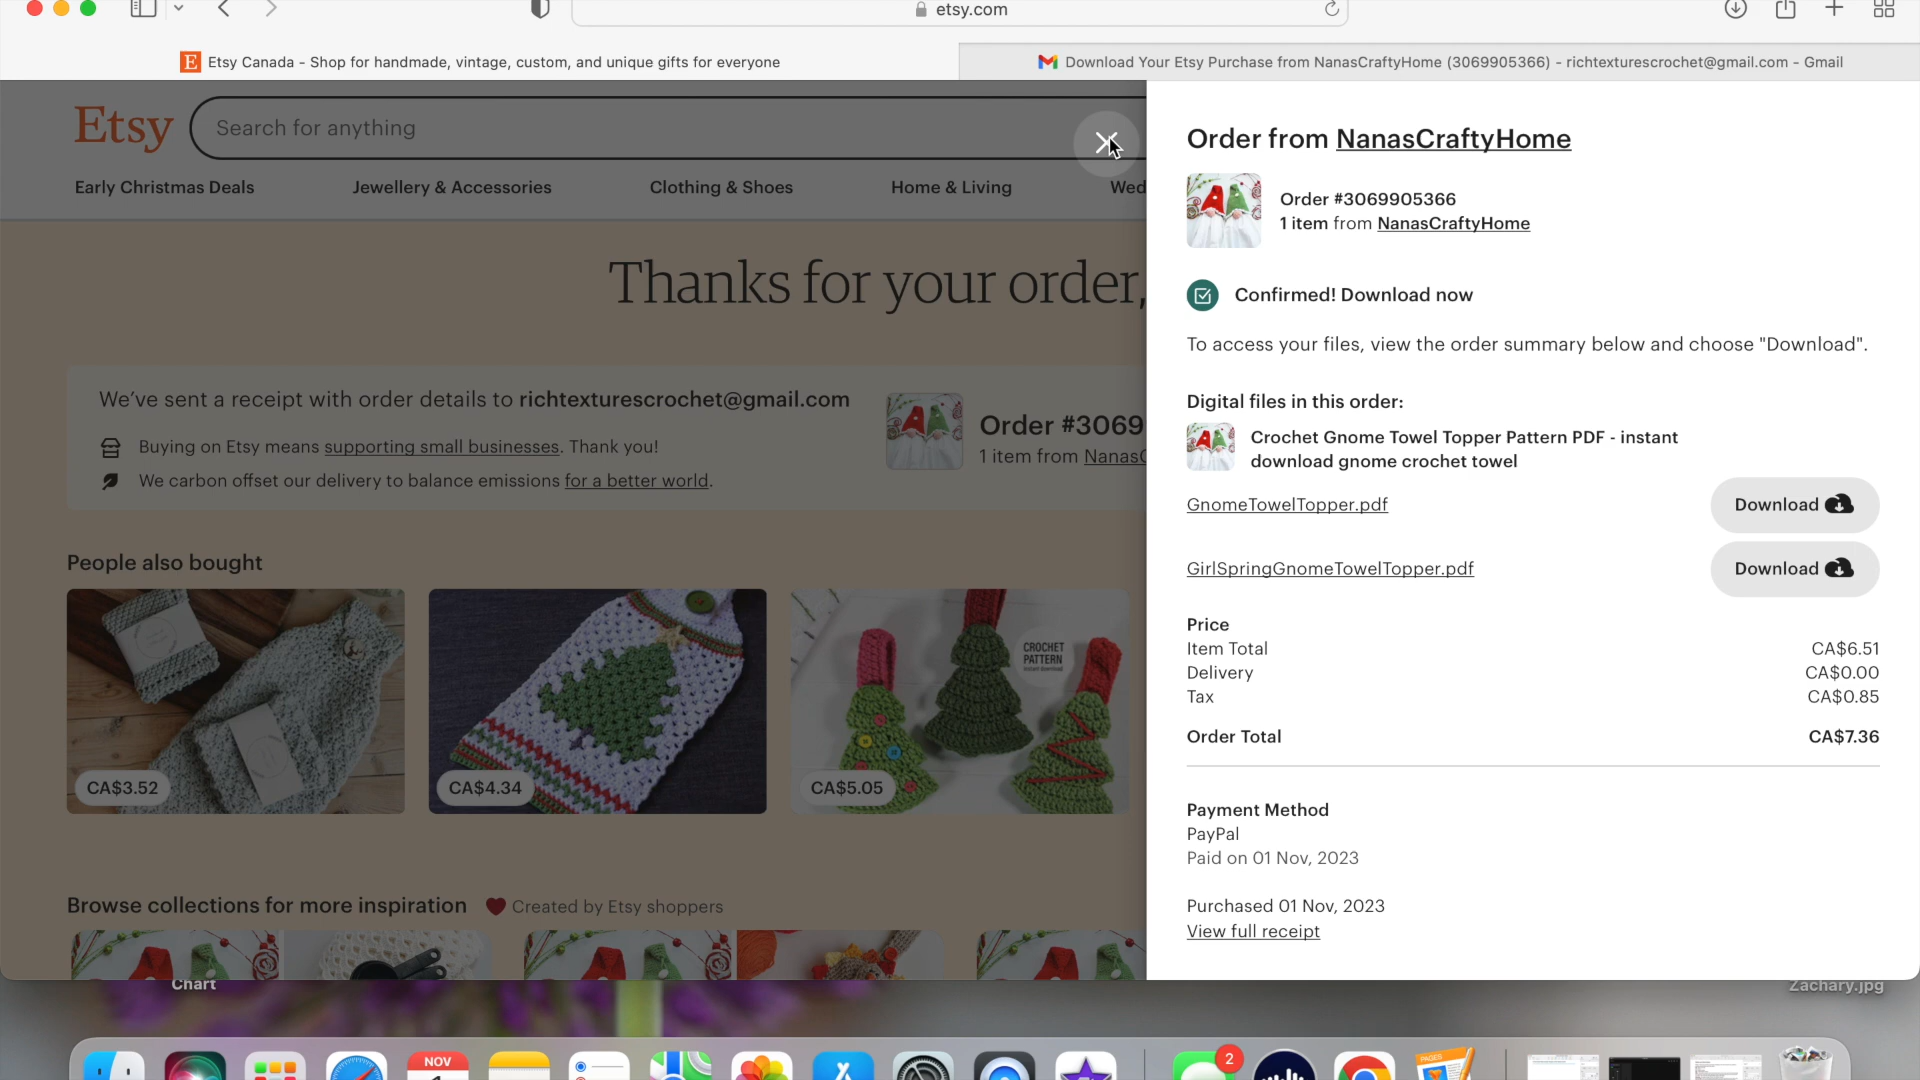 etsy.com
Etsy Canada - Shop for handmade, vintage, custom, and unique gifts for everyone
Download Your Etsy Purchase from NanasCraftyHome (3069905366) - richtexturescrochet@gmail.com - Gmail
Etsy
Search for anything
Early Christmas Deals
Jewellery & Accessories
Clothing & Shoes
Home & Living
Wed
Thanks for your order,
We've sent a receipt with order details to richtexturescrochet@gmail.com
Buying on Etsy means supporting small businesses. Thank you!
We carbon offset our delivery to balance emissions for a better world.
Order #3069
1 item from NanasC
People also bought
CA$3.52
CA$4.34
CROCHET
PATTERN
instant download
CA$5.05
Browse collections for more inspiration
Created by Etsy shoppers
Order from NanasCraftyHome
Order #3069905366
1 item from NanasCraftyHome
Confirmed! Download now
To access your files, view the order summary below and choose "Download".
Digital files in this order:
Crochet Gnome Towel Topper Pattern PDF - instant
download gnome crochet towel
GnomeTowelTopper.pdf
Download
GirlSpringGnomeTowelTopper.pdf
Download
Price
Item Total CA$6.51
Delivery CA$0.00
Tax CA$0.85
Order Total CA$7.36
Payment Method
PayPal
Paid on 01 Nov, 2023
Purchased 01 Nov, 2023
View full receipt
Chart
Zachary.jpg
NOV
2
PAGES